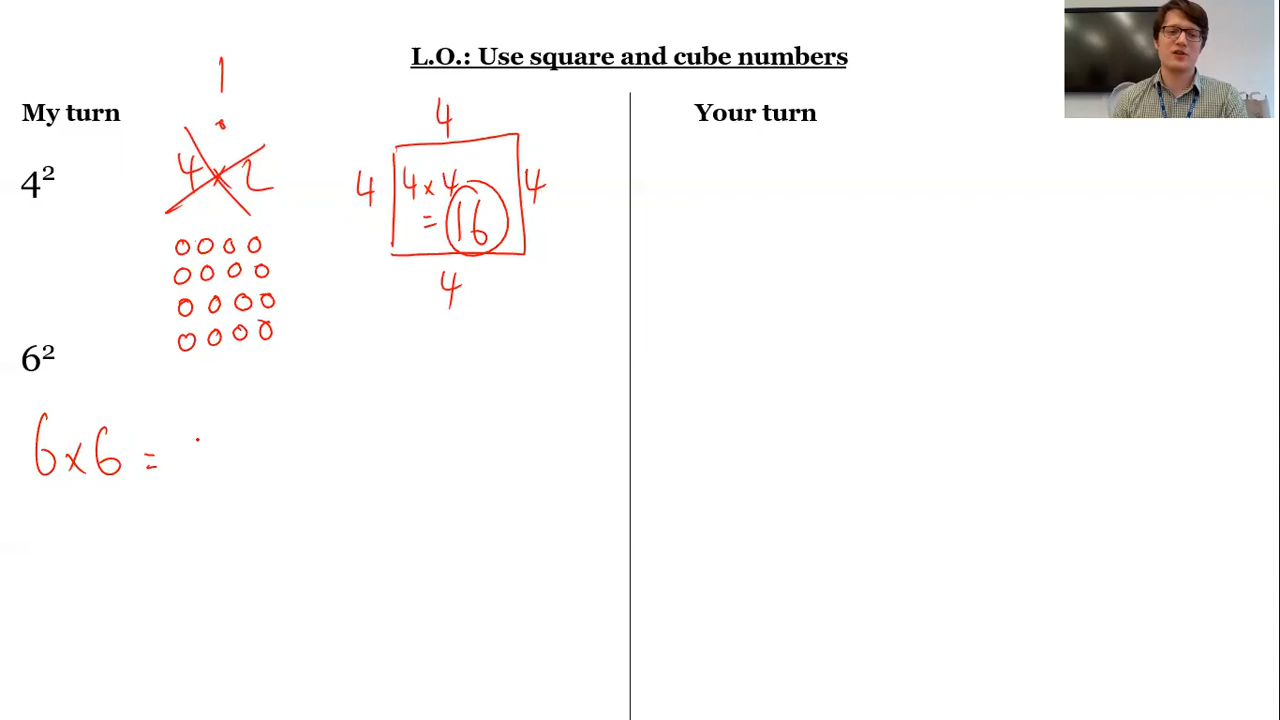 L.O.: Use square and cube numbers
My turn
4²
1
4 x 2
4
4
4 x 4
= 16
4
4
6²
6 x 6 =
Your turn